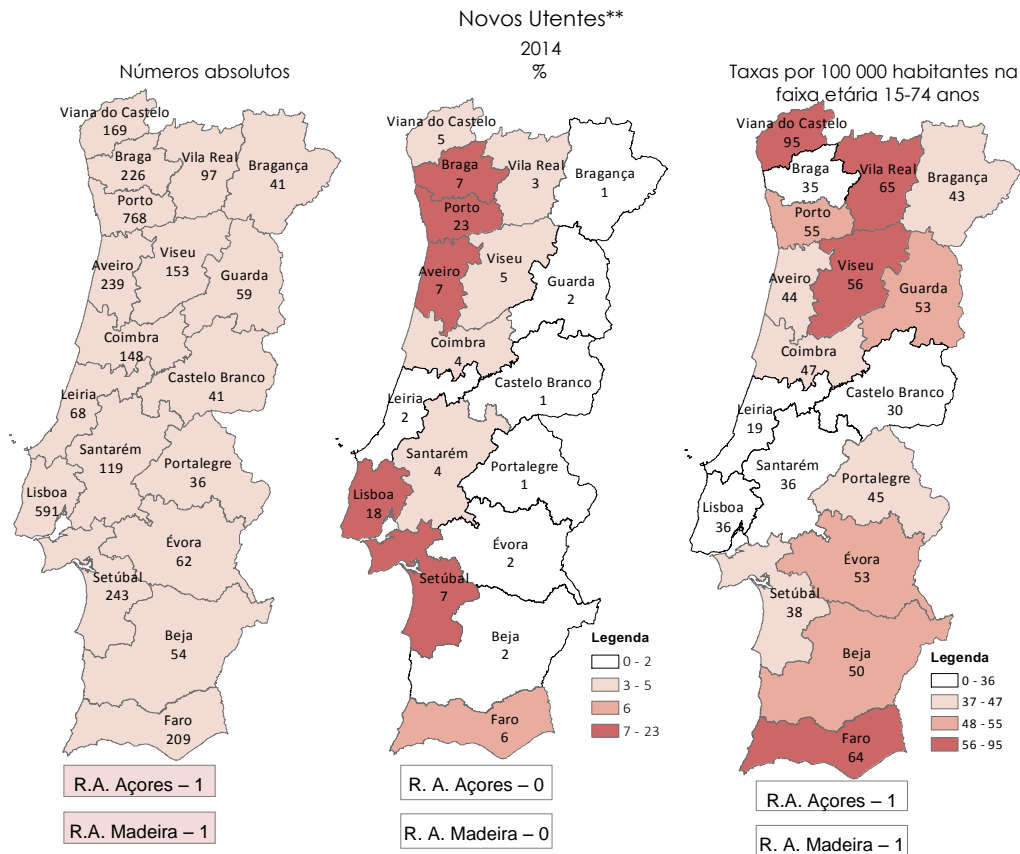 Novos Utentes**
2014
%
Números absolutos
Viana do Castelo
169
Braga
226
Vila Real
97
Bragança
41
Porto
768
Aveiro
239
Viseu
153
Guarda
59
Coimbra
148
Castelo Branco
41
Leiria
68
Santarém
119
Portalegre
36
Lisboa
591
Évora
62
Setúbal
243
Beja
54
Faro
209
R.A. Açores – 1
R.A. Madeira – 1
Viana do Castelo
5
Braga
7
Vila Real
3
Bragança
1
Porto
23
Aveiro
7
Viseu
5
Guarda
2
Coimbra
4
Castelo Branco
1
Leiria
2
Santarém
4
Portalegre
1
Lisboa
18
Évora
2
Setúbal
7
Beja
2
Faro
6
Legenda
0 - 2
3 - 5
6
7 - 23
R. A. Açores – 0
R. A. Madeira – 0
Taxas por 100 000 habitantes na
faixa etária 15-74 anos
Viana do Castelo
95
Braga
35
Vila Real
65
Bragança
43
Porto
55
Aveiro
44
Viseu
56
Guarda
53
Coimbra
47
Castelo Branco
30
Leiria
19
Santarém
36
Portalegre
45
Lisboa
36
Évora
53
Setúbal
38
Beja
50
Faro
64
Legenda
0 - 36
37 - 47
48 - 55
56 - 95
R.A. Açores – 1
R.A. Madeira – 1